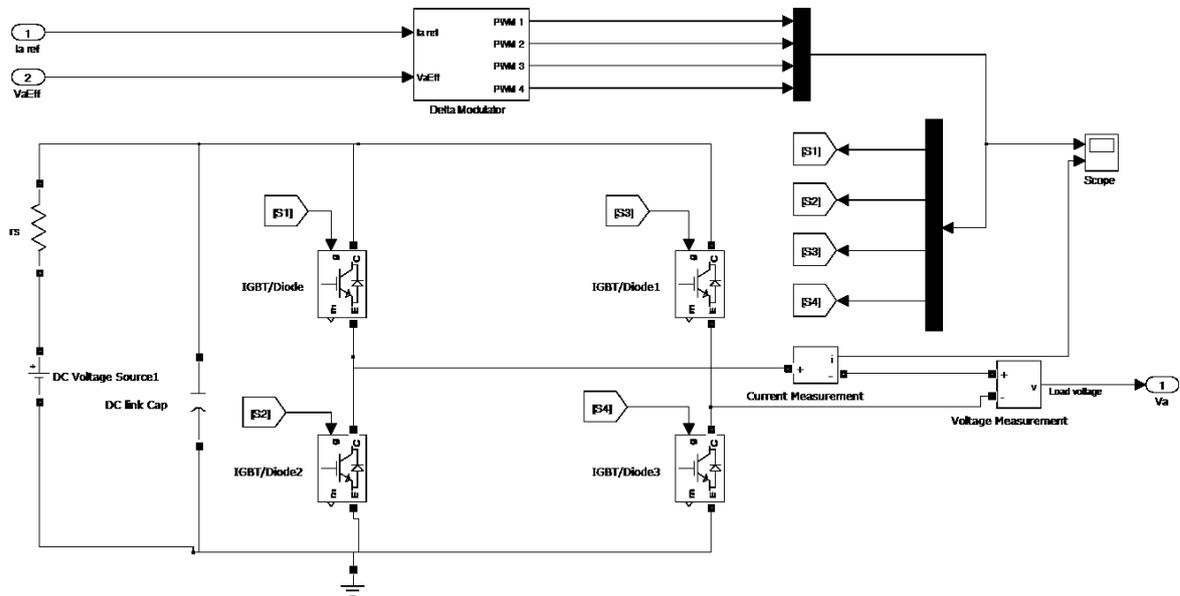 1
Ia ref
2
VaEff
Ia ref
VaEff
PWM 1
PWM 2
PWM 3
PWM 4
Delta Modulator
[S1]
[S2]
[S3]
[S4]
Scope
rs
+
DC Voltage Source1
DC link Cap
[S1]
g
C
m
E
IGBT/Diode
[S3]
g
C
m
E
IGBT/Diode1
[S2]
g
C
m
E
IGBT/Diode2
[S4]
g
C
m
E
IGBT/Diode3
+
i
-
Current Measurement
+
-
v
Voltage Measurement
Load voltage
1
Va